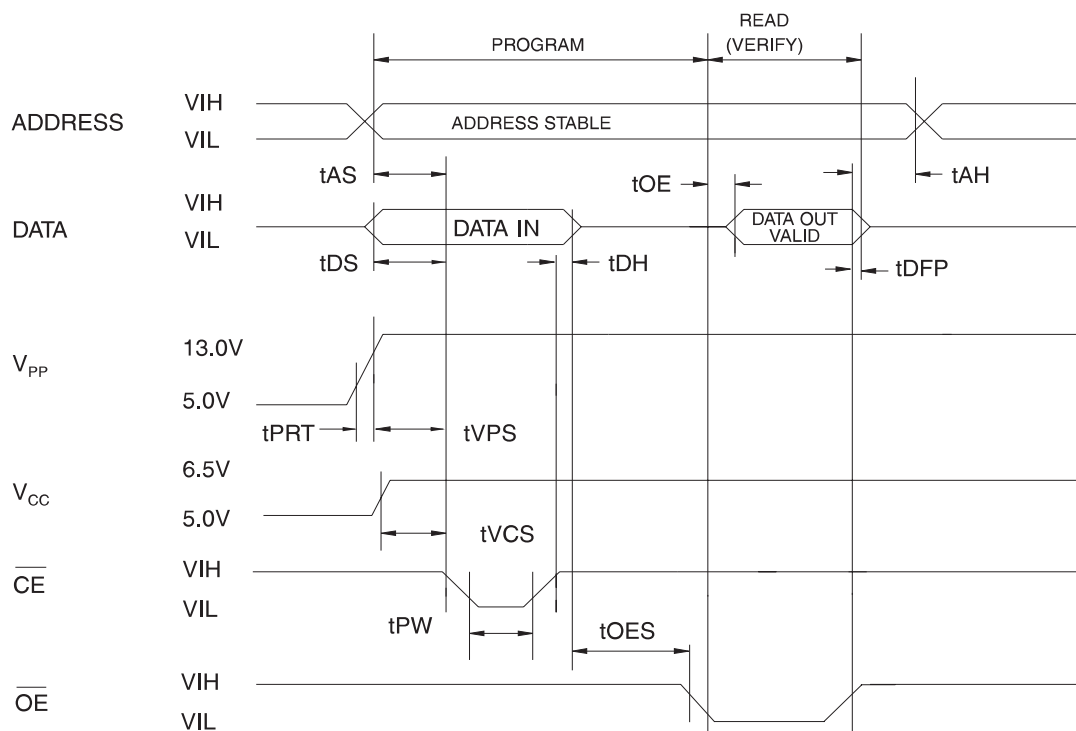 READ
PROGRAM (VERIFY)
VIH
ADDRESS ADDRESS STABLE
VIL
tAS tOE tAH
VIH
DATA DATA IN DATA OUT VALID
VIL
tDS tDH tDFP
13.0V
VPP
5.0V
tPRT tVPS
6.5V
VCC
5.0V
tVCS
CE VIH
VIL
tPW tOES
VIH
OE
VIL